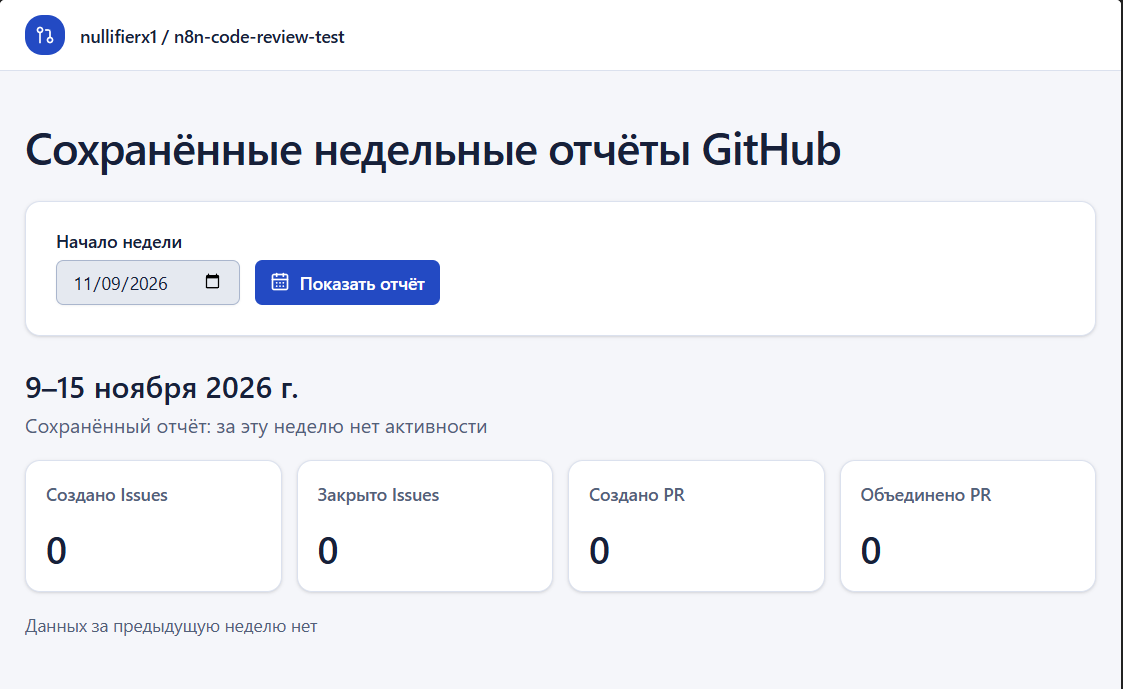 nullifierx1 / n8n-code-review-test
Сохранённые недельные отчёты GitHub
Начало недели
11/09/2026
Показать отчёт
9–15 ноября 2026 г.
Сохранённый отчёт: за эту неделю нет активности
Создано Issues
0
Закрыто Issues
0
Создано PR
0
Объединено PR
0
Данных за предыдущую неделю нет